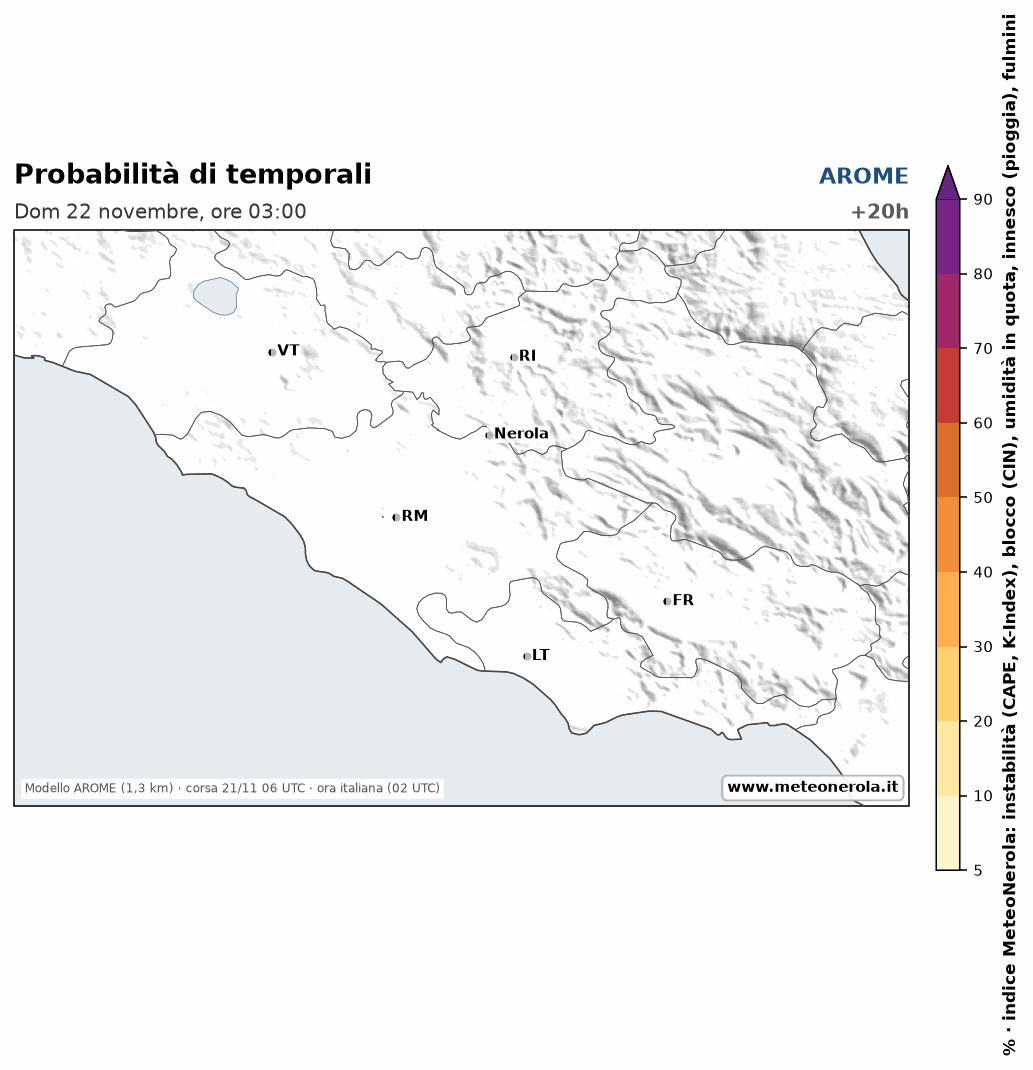 Probabilità di temporali
AROME
Dom 22 novembre, ore 03:00
+20h
VT
RI
Nerola
RM
FR
LT
Modello AROME (1,3 km) · corsa 21/11 06 UTC · ora italiana (02 UTC)
www.meteonerola.it
90
80
70
60
50
40
30
20
10
5
% · indice MeteoNerola: instabilità (CAPE, K-Index), blocco (CIN), umidità in quota, innesco (pioggia), fulmini